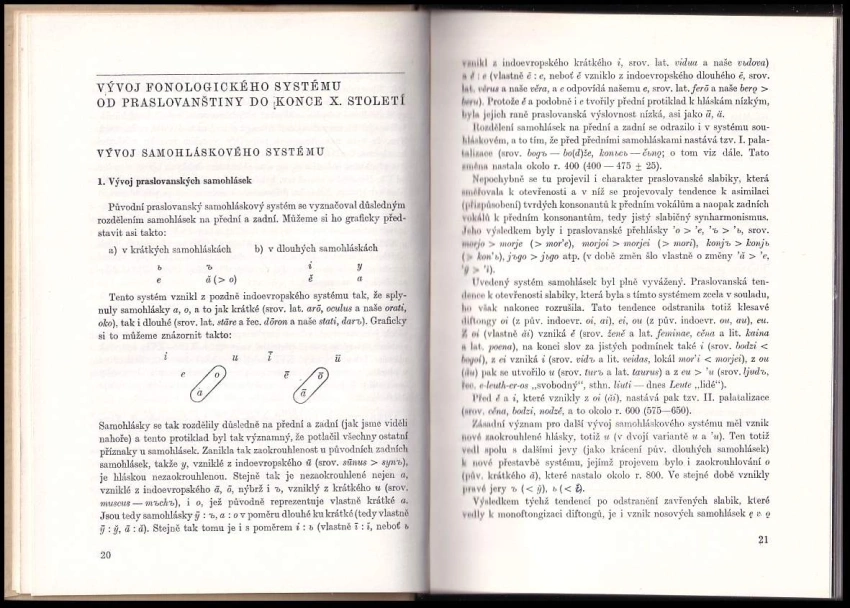 VÝVOJ FONOLOGICKÉHO SYSTÉMU
OD PRASLOVANŠTINY DO KONCE X. STOLETÍ
VÝVOJ SAMOHLÁSKOVÉHO SYSTÉMU
1. Vývoj praslovanských samohlásek
Původní praslovanský samohláskový systém se vyznačoval důsledným
rozdělením samohlásek na přední a zadní. Můžeme si ho graficky před-
stavit asi takto:
a) v krátkých samohláskách b) v dlouhých samohláskách
ь ъ i y
e ă (> o) ě a
Tento systém vznikl z pozdně indoevropského systému tak, že sply-
nuly samohlásky a, o, a to jak krátké (srov. lat. arō, oculus a naše orati,
oko), tak i dlouhé (srov. lat. stāre a řec. dōron a naše stati, darъ). Graficky
si to můžeme znázornit takto:
i u ī ū
e o ē ō
a ā
Samohlásky se tak rozdělily důsledně na přední a zadní (jak jsme viděli
nahoře) a tento protiklad byl tak významný, že potlačil všechny ostatní
příznaky u samohlásek. Zanikla tak zaokrouhlenost u původních zadních
samohlásek, takže y, vzniklé z indoevropského ū (srov. sūnus > synъ),
je hláskou nezaokrouhlenou. Stejně tak je nezaokrouhlené nejen a,
vzniklé z indoevropského ā, ō, nýbrž i ъ, vzniklý z krátkého u (srov.
muscus — mъchъ), i o, jež původně reprezentuje vlastně krátké a.
Jsou tedy samohlásky ȳ : ъ, a : o v poměru dlouhé ku krátké (tedy vlastně
ȳ : y̆, ā : ă). Stejně tak tomu je i s poměrem i : ь (vlastně ī : ĭ, neboť ь
20
vznikl z indoevropského krátkého i, srov. lat. vidua a naše vьdova)
a ě : e (vlastně ē : e, neboť ě vzniklo z indoevropského dlouhého ē, srov.
lat. vērus a naše věra, a e odpovídá našemu e, srov. lat. ferō a naše berǫ >
beru). Protože ě a podobně i e tvořily přední protiklad k hláskám nízkým,
byla jejich raně praslovanská výslovnost nízká, asi jako ā, ä.
Rozdělení samohlásek na přední a zadní se odrazilo i v systému sou-
hláskovém, a to tím, že před předními samohláskami nastává tzv. I. pala-
talizace (srov. bogъ — bo(d)že, konьcь — čьnǫ; o tom viz dále. Tato
změna nastala okolo r. 400 (400 — 475 ± 25).
Nepochybně se tu projevil i charakter praslovanské slabiky, která
směřovala k otevřenosti a v níž se projevovaly tendence k asimilaci
(přizpůsobení) tvrdých konsonantů k předním vokálům a naopak zadních
vokálů k předním konsonantům, tedy jistý slabičný synharmonismus.
Jeho výsledkem byly i praslovanské přehlásky 'o > 'e, 'ъ > 'ь, srov.
morjo > morje (> mor'e), morjoi > morjei (> mori), konjъ > konjь
(> kon'ь), jъgo > jьgo atp. (v době změn šlo vlastně o změny 'ă > 'e,
'y̆ > 'ĭ).
Uvedený systém samohlásek byl plně vyvážený. Praslovanská ten-
dence k otevřenosti slabiky, která byla s tímto systémem zcela v souladu,
ho však nakonec rozrušila. Tato tendence odstranila totiž klesavé
diftongy oi (z pův. indoevr. oi, ai), ei, ou (z pův. indoevr. ou, au), eu.
Z oi (vlastně ăi) vzniká ě (srov. ženě a lat. feminae, cěna a lit. kaina
a lat. poena), na konci slov za jistých podmínek také i (srov. bodzi <
bogoi), z ei vzniká i (srov. vidъ a lit. veidas, lokál mor'i < morjei), z ou
(ău) pak se utvořilo u (srov. turъ a lat. taurus) a z eu > 'u (srov. ljudъ,
řec. e-leuth-er-os „svobodný“, sthn. liuti — dnes Leute „lidé“).
Před ě a i, které vznikly z oi (ăi), nastává pak tzv. II. palatalizace
(srov. cěna, bodzi, nodzě, a to okolo r. 600 (575—650).
Zásadní význam pro další vývoj samohláskového systému měl vznik
nové zaokrouhlené hlásky, totiž u (v dvojí variantě u a 'u). Ten totiž
vedl spolu s dalšími jevy (jako krácení pův. dlouhých samohlásek)
k nové přestavbě systému, jejímž projevem bylo i zaokrouhlování o
(pův. krátkého ă), které nastalo okolo r. 800. Ve stejné době vznikly
pravé jery ъ (< y̆), ь (< ĭ).
Výsledkem týchž tendencí po odstranění zavřených slabik, které
vedly k monoftongizaci diftongů, je i vznik nosových samohlásek ę a ǫ
21